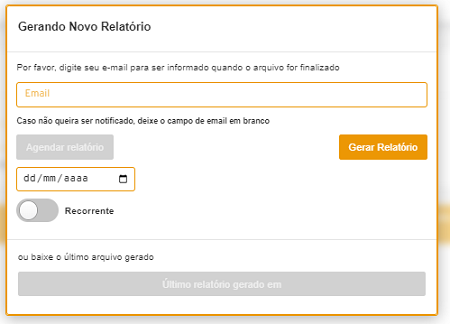 Gerando Novo Relatório
Por favor, digite seu e-mail para ser informado quando o arquivo for finalizado
Email
Caso não queira ser notificado, deixe o campo de email em branco
Agendar relatório
Gerar Relatório
dd/mm/aaaa
Recorrente
ou baixe o último arquivo gerado
Último relatório gerado em